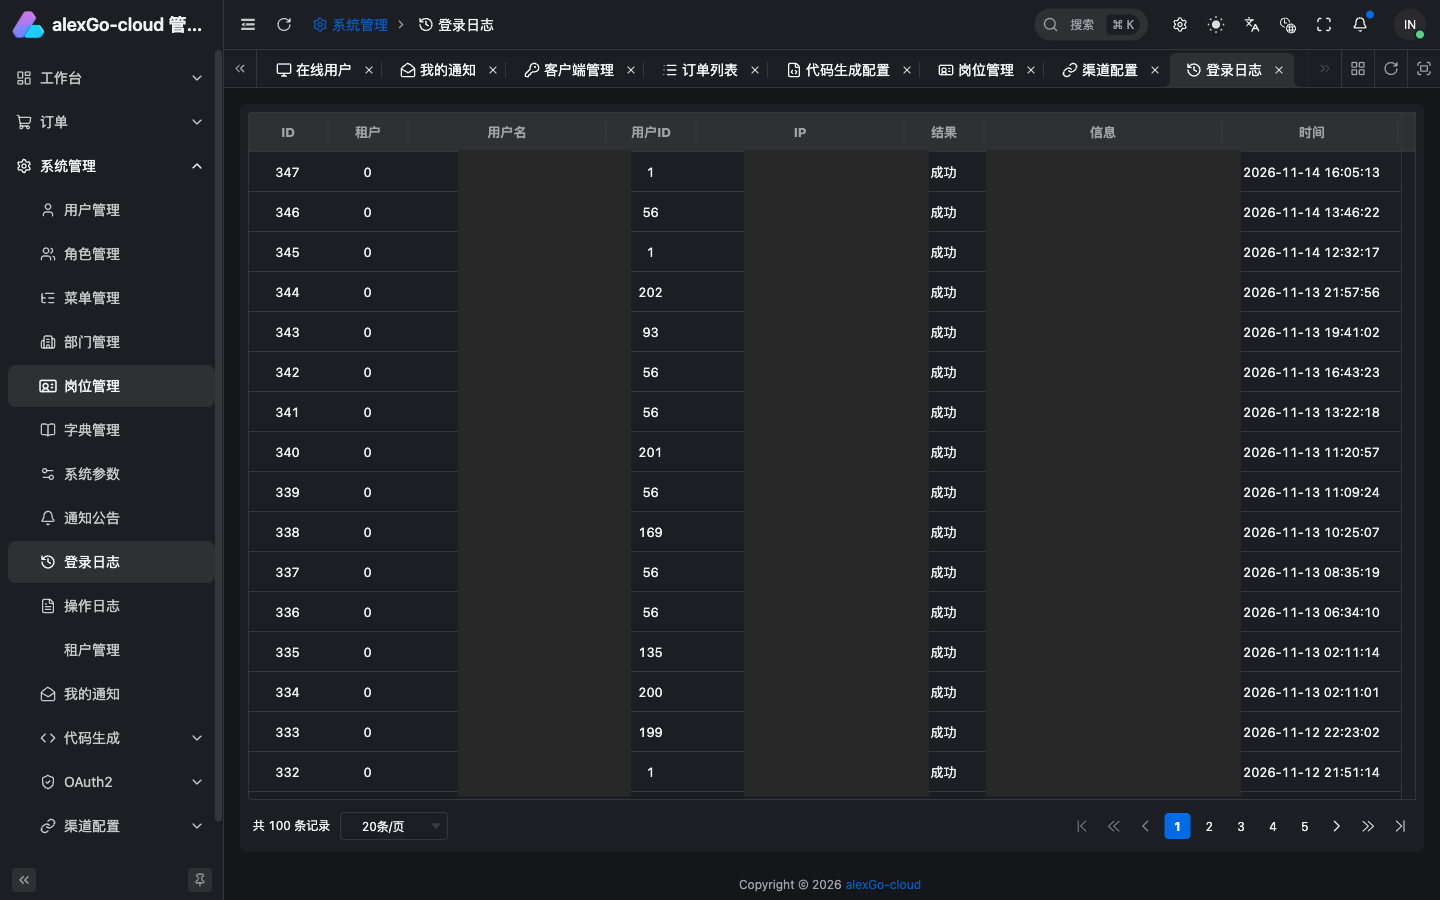 alexGo-cloud 管...
系统管理
登录日志
搜索
⌘ K
IN
工作台
订单
系统管理
用户管理
角色管理
菜单管理
部门管理
岗位管理
字典管理
系统参数
通知公告
登录日志
操作日志
租户管理
我的通知
代码生成
OAuth2
渠道配置
在线用户
我的通知
客户端管理
订单列表
代码生成配置
岗位管理
渠道配置
登录日志
ID 租户 用户名 用户ID IP 结果 信息 时间
347 0 1 成功 2026-11-14 16:05:13
346 0 56 成功 2026-11-14 13:46:22
345 0 1 成功 2026-11-14 12:32:17
344 0 202 成功 2026-11-13 21:57:56
343 0 93 成功 2026-11-13 19:41:02
342 0 56 成功 2026-11-13 16:43:23
341 0 56 成功 2026-11-13 13:22:18
340 0 201 成功 2026-11-13 11:20:57
339 0 56 成功 2026-11-13 11:09:24
338 0 169 成功 2026-11-13 10:25:07
337 0 56 成功 2026-11-13 08:35:19
336 0 56 成功 2026-11-13 06:34:10
335 0 135 成功 2026-11-13 02:11:14
334 0 200 成功 2026-11-13 02:11:01
333 0 199 成功 2026-11-12 22:23:02
332 0 1 成功 2026-11-12 21:51:14
共 100 条记录
20条/页
1 2 3 4 5
Copyright © 2026 alexGo-cloud